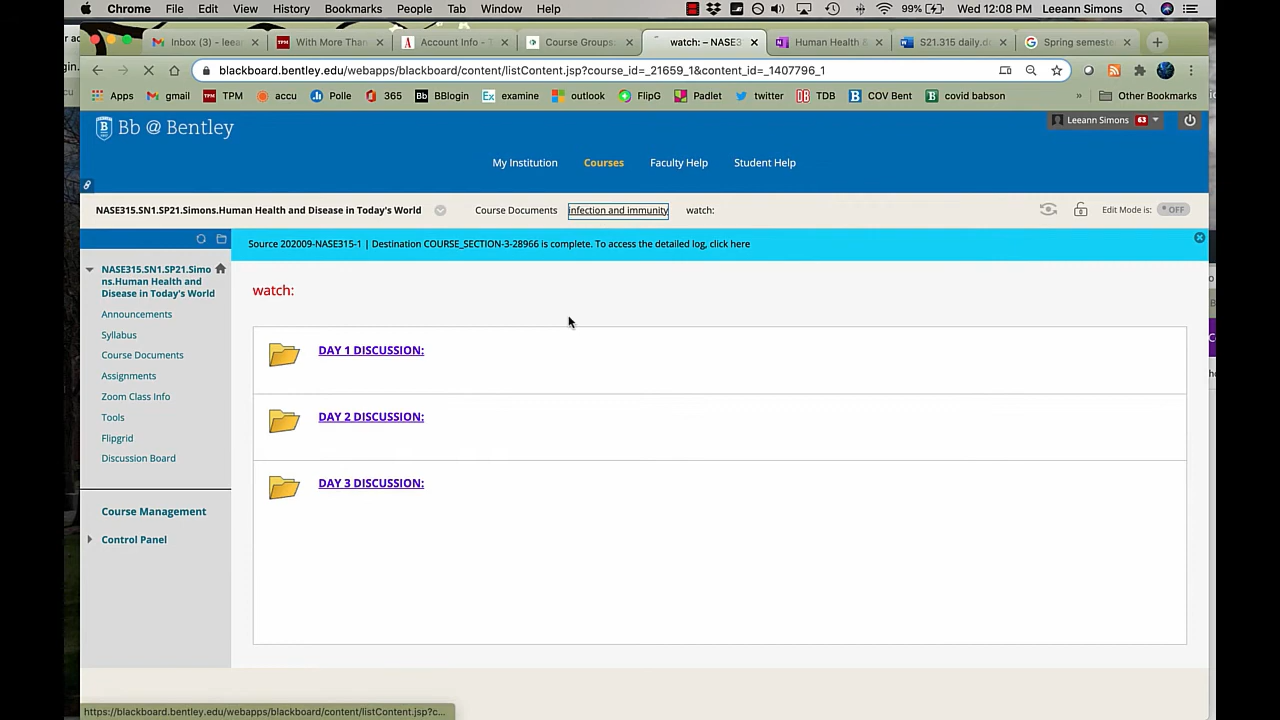 Chrome File Edit View History Bookmarks People Tab Window Help 99% Wed 12:08 PM Leeann Simons
Inbox (3) – leea
With More Than
Account Info - T
Course Groups:
watch: – NASE3
Human Health &
S21.315 daily.d
Spring semeste
blackboard.bentley.edu/webapps/blackboard/content/listContent.jsp?course_id=_21659_1&content_id=_1407796_1
Apps gmail TPM accu Polle 365 BBlogin examine outlook FlipG Padlet twitter TDB COV Bent covid babson » Other Bookmarks
Bb @ Bentley
Leeann Simons 63
My Institution Courses Faculty Help Student Help
NASE315.SN1.SP21.Simons.Human Health and Disease in Today's World
Course Documents infection and immunity watch:
Edit Mode is: OFF
Source 202009-NASE315-1 | Destination COURSE_SECTION-3-28966 is complete. To access the detailed log, click here
NASE315.SN1.SP21.Simo
ns.Human Health and
Disease in Today's World
Announcements
Syllabus
Course Documents
Assignments
Zoom Class Info
Tools
Flipgrid
Discussion Board
Course Management
Control Panel
watch:
DAY 1 DISCUSSION:
DAY 2 DISCUSSION:
DAY 3 DISCUSSION:
https://blackboard.bentley.edu/webapps/blackboard/content/listContent.jsp?c...